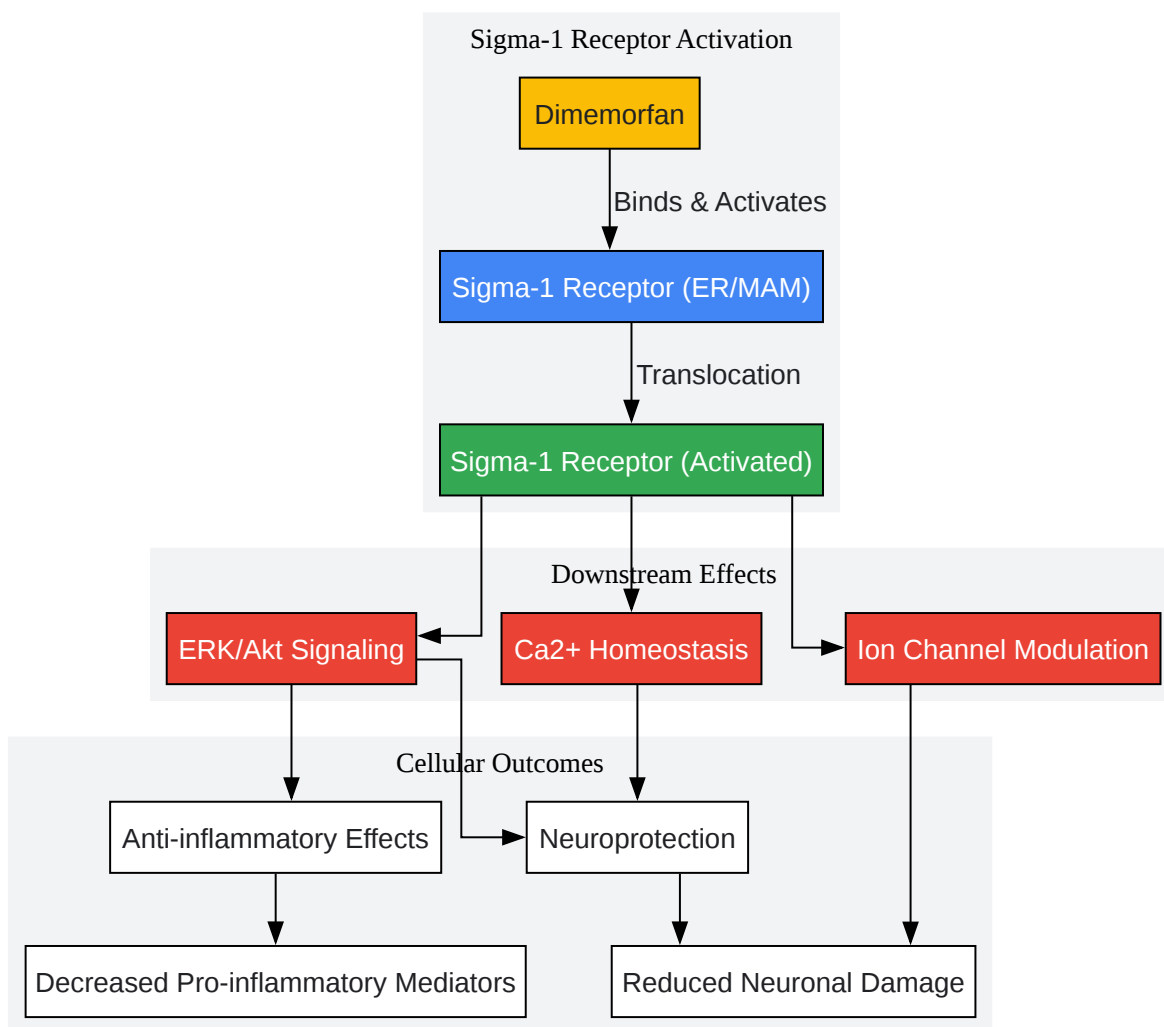 Sigma-1 Receptor Activation
Dimemorfan
Binds & Activates
Sigma-1 Receptor (ER/MAM)
Translocation
Sigma-1 Receptor (Activated)
Downstream Effects
ERK/Akt Signaling
Ca2+ Homeostasis
Ion Channel Modulation
Cellular Outcomes
Anti-inflammatory Effects
Neuroprotection
Decreased Pro-inflammatory Mediators
Reduced Neuronal Damage